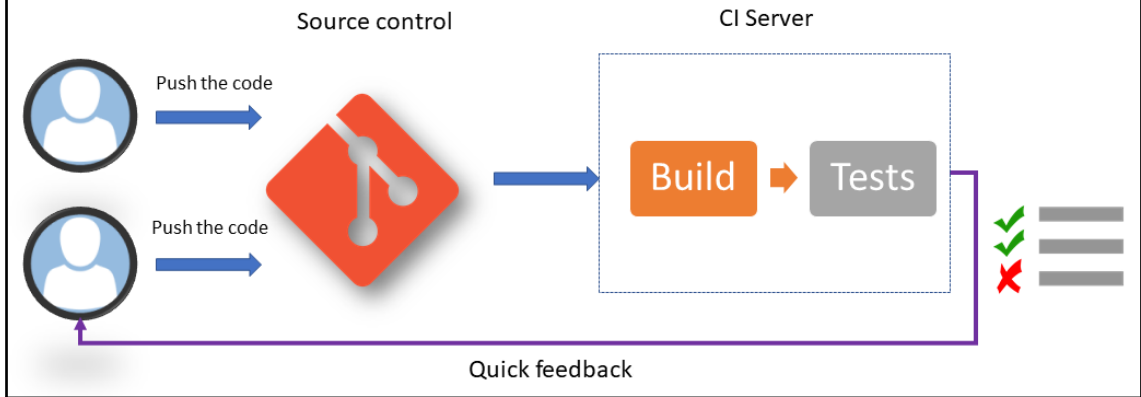 Source control
CI Server
Push the code
Build
Tests
Push the code
Quick feedback